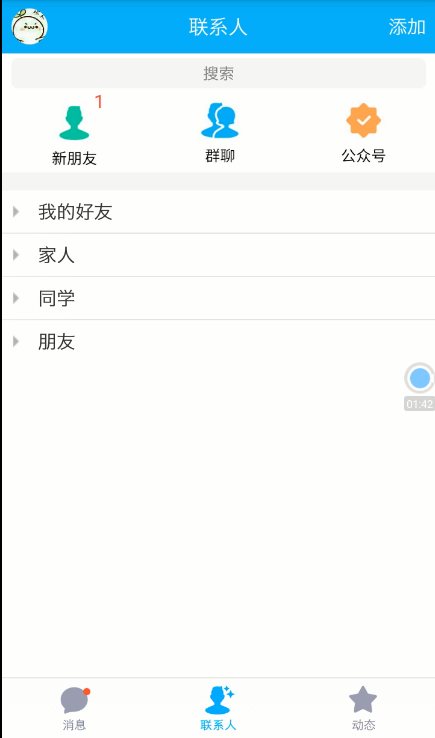 联系人 添加
搜索
1
新朋友 群聊 公众号
我的好友
家人
同学
朋友
01:42
消息 联系人 动态